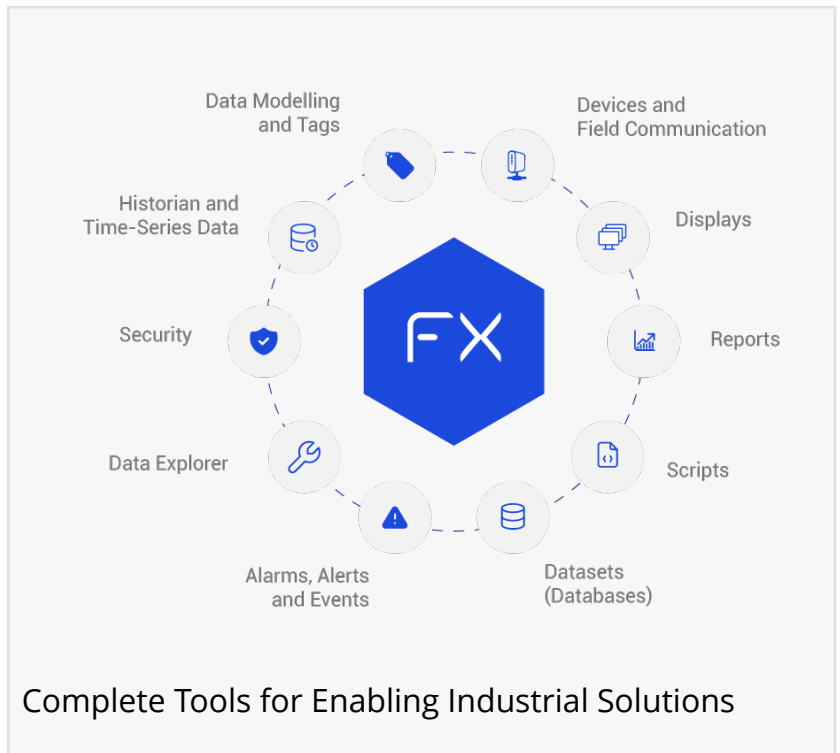 Data Modelling
and Tags
Devices and
Field Communication
Historian and
Time-Series Data
Displays
FX
Security
Reports
Data Explorer
Scripts
Alarms, Alerts
and Events
Datasets
(Databases)
Complete Tools for Enabling Industrial Solutions